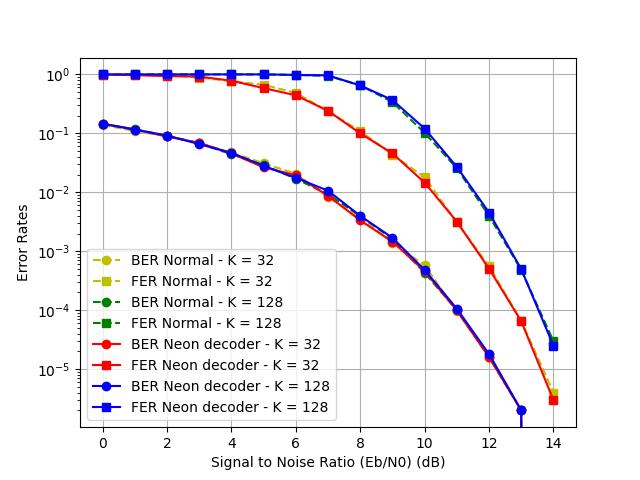 10⁰
10⁻¹
10⁻²
10⁻³
10⁻⁴
10⁻⁵
Error Rates
BER Normal - K = 32
FER Normal - K = 32
BER Normal - K = 128
FER Normal - K = 128
BER Neon decoder - K = 32
FER Neon decoder - K = 32
BER Neon decoder - K = 128
FER Neon decoder - K = 128
0 2 4 6 8 10 12 14
Signal to Noise Ratio (Eb/N0) (dB)